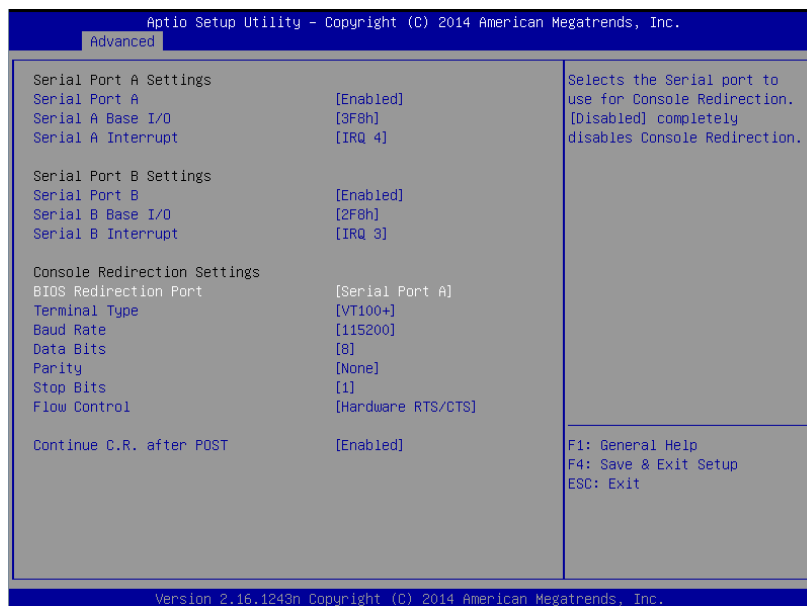 Aptio Setup Utility – Copyright (C) 2014 American Megatrends, Inc.
Advanced
Serial Port A Settings
Serial Port A [Enabled]
Serial A Base I/O [3F8h]
Serial A Interrupt [IRQ 4]
Serial Port B Settings
Serial Port B [Enabled]
Serial B Base I/O [2F8h]
Serial B Interrupt [IRQ 3]
Console Redirection Settings
BIOS Redirection Port [Serial Port A]
Terminal Type [VT100+]
Baud Rate [115200]
Data Bits [8]
Parity [None]
Stop Bits [1]
Flow Control [Hardware RTS/CTS]
Continue C.R. after POST [Enabled]
Selects the Serial port to
use for Console Redirection.
[Disabled] completely
disables Console Redirection.
F1: General Help
F4: Save & Exit Setup
ESC: Exit
Version 2.16.1243n Copyright (C) 2014 American Megatrends, Inc.